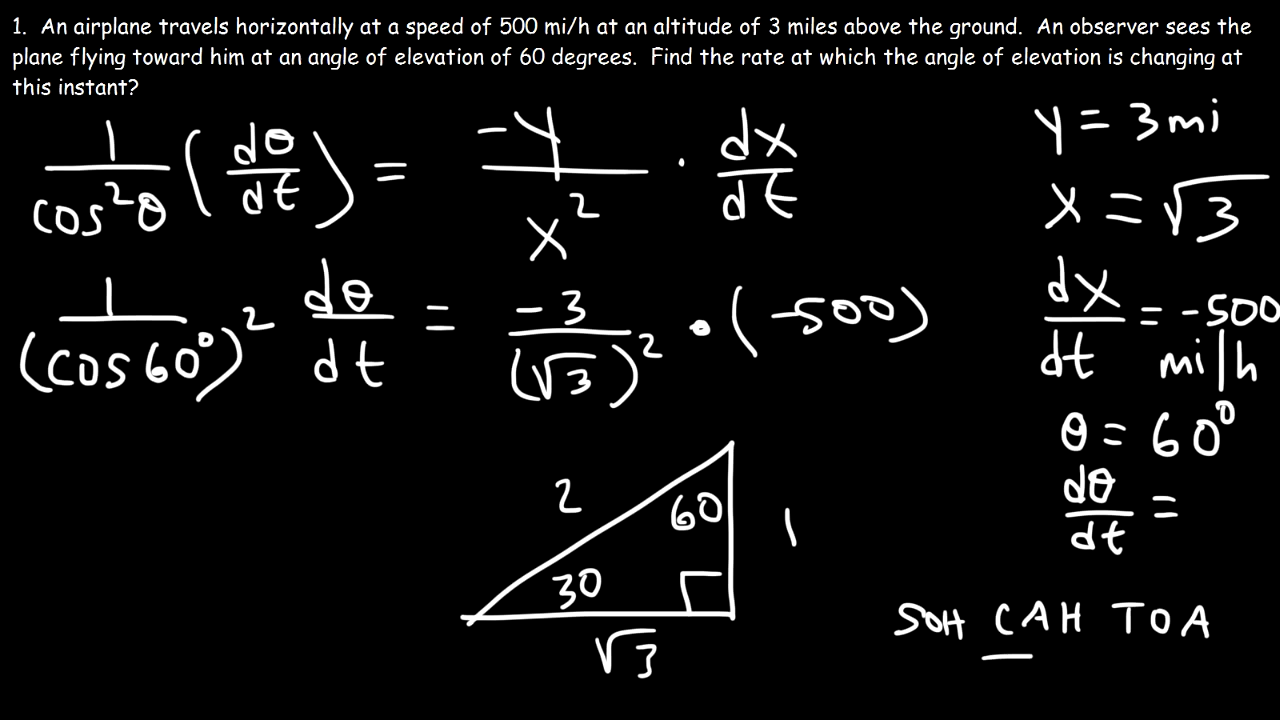 1. An airplane travels horizontally at a speed of 500 mi/h at an altitude of 3 miles above the ground. An observer sees the
plane flying toward him at an angle of elevation of 60 degrees. Find the rate at which the angle of elevation is changing at
this instant?
1/cos²θ (dθ/dt) = -y/x² · dx/dt
y = 3mi
x = √3
1/(cos60°)² dθ/dt = -3/(√3)² • (-500)
dx/dt = -500 mi/h
θ = 60°
dθ/dt =
2
60
1
30
√3
SOH CAH TOA